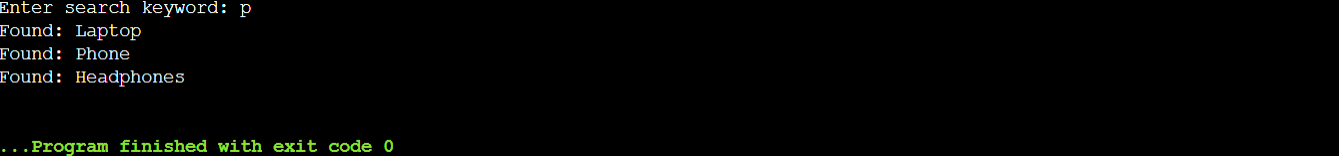 Enter search keyword: p
Found: Laptop
Found: Phone
Found: Headphones
...Program finished with exit code 0